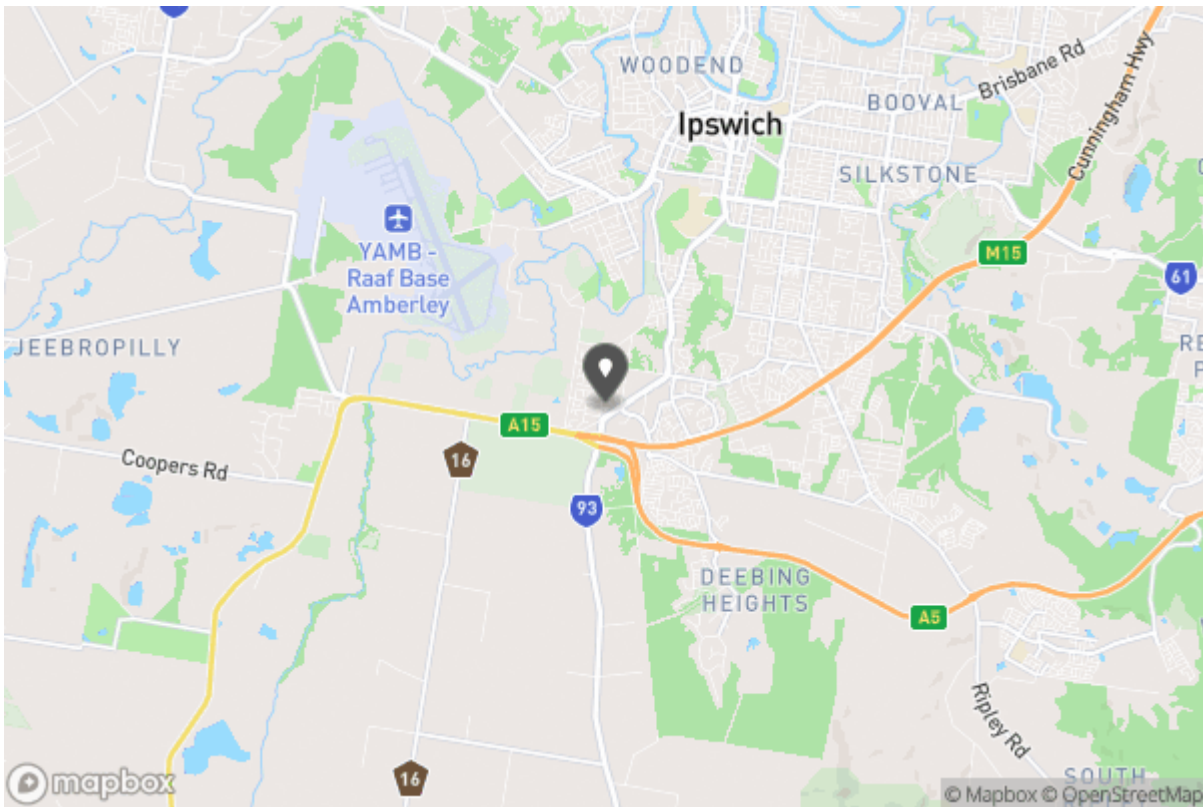 WOODEND
Ipswich
BOOVAL
Brisbane Rd
Cunningham Hwy
SILKSTONE
YAMB -
Raaf Base
Amberley
M15
61
JEEBROPILLY
A15
Coopers Rd
16
93
DEEBING
HEIGHTS
A5
Ripley Rd
16
SOUTH
mapbox
© Mapbox © OpenStreetMap